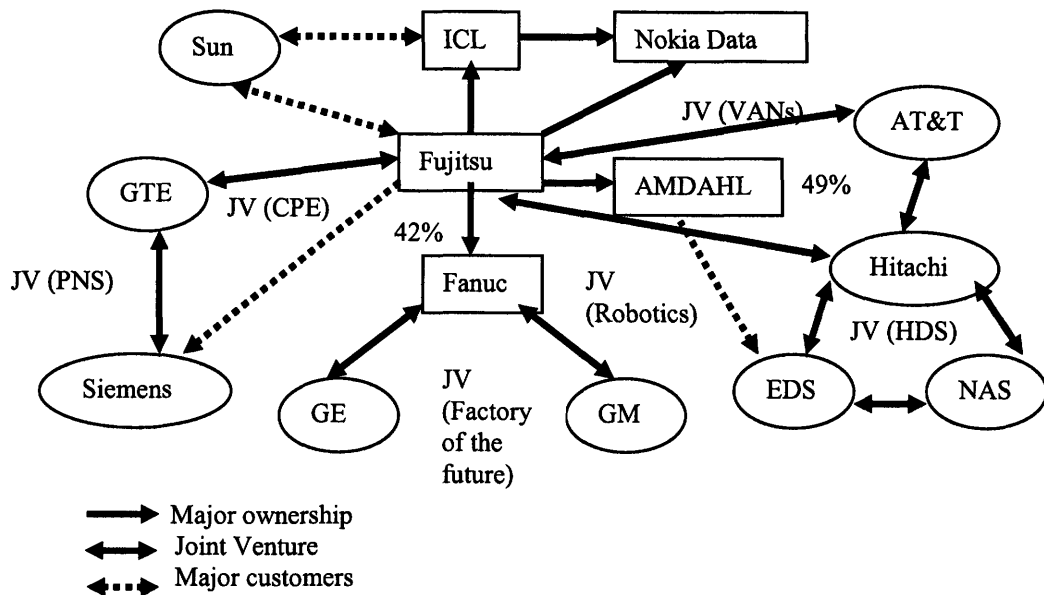 Sun
ICL
Nokia Data
JV (VANs)
AT&T
Fujitsu
GTE
AMDAHL
49%
JV (CPE)
42%
Hitachi
JV (PNS)
Fanuc
JV
(Robotics)
JV (HDS)
Siemens
GE
JV
(Factory
of the
future)
GM
EDS
NAS
Major ownership
Joint Venture
Major customers